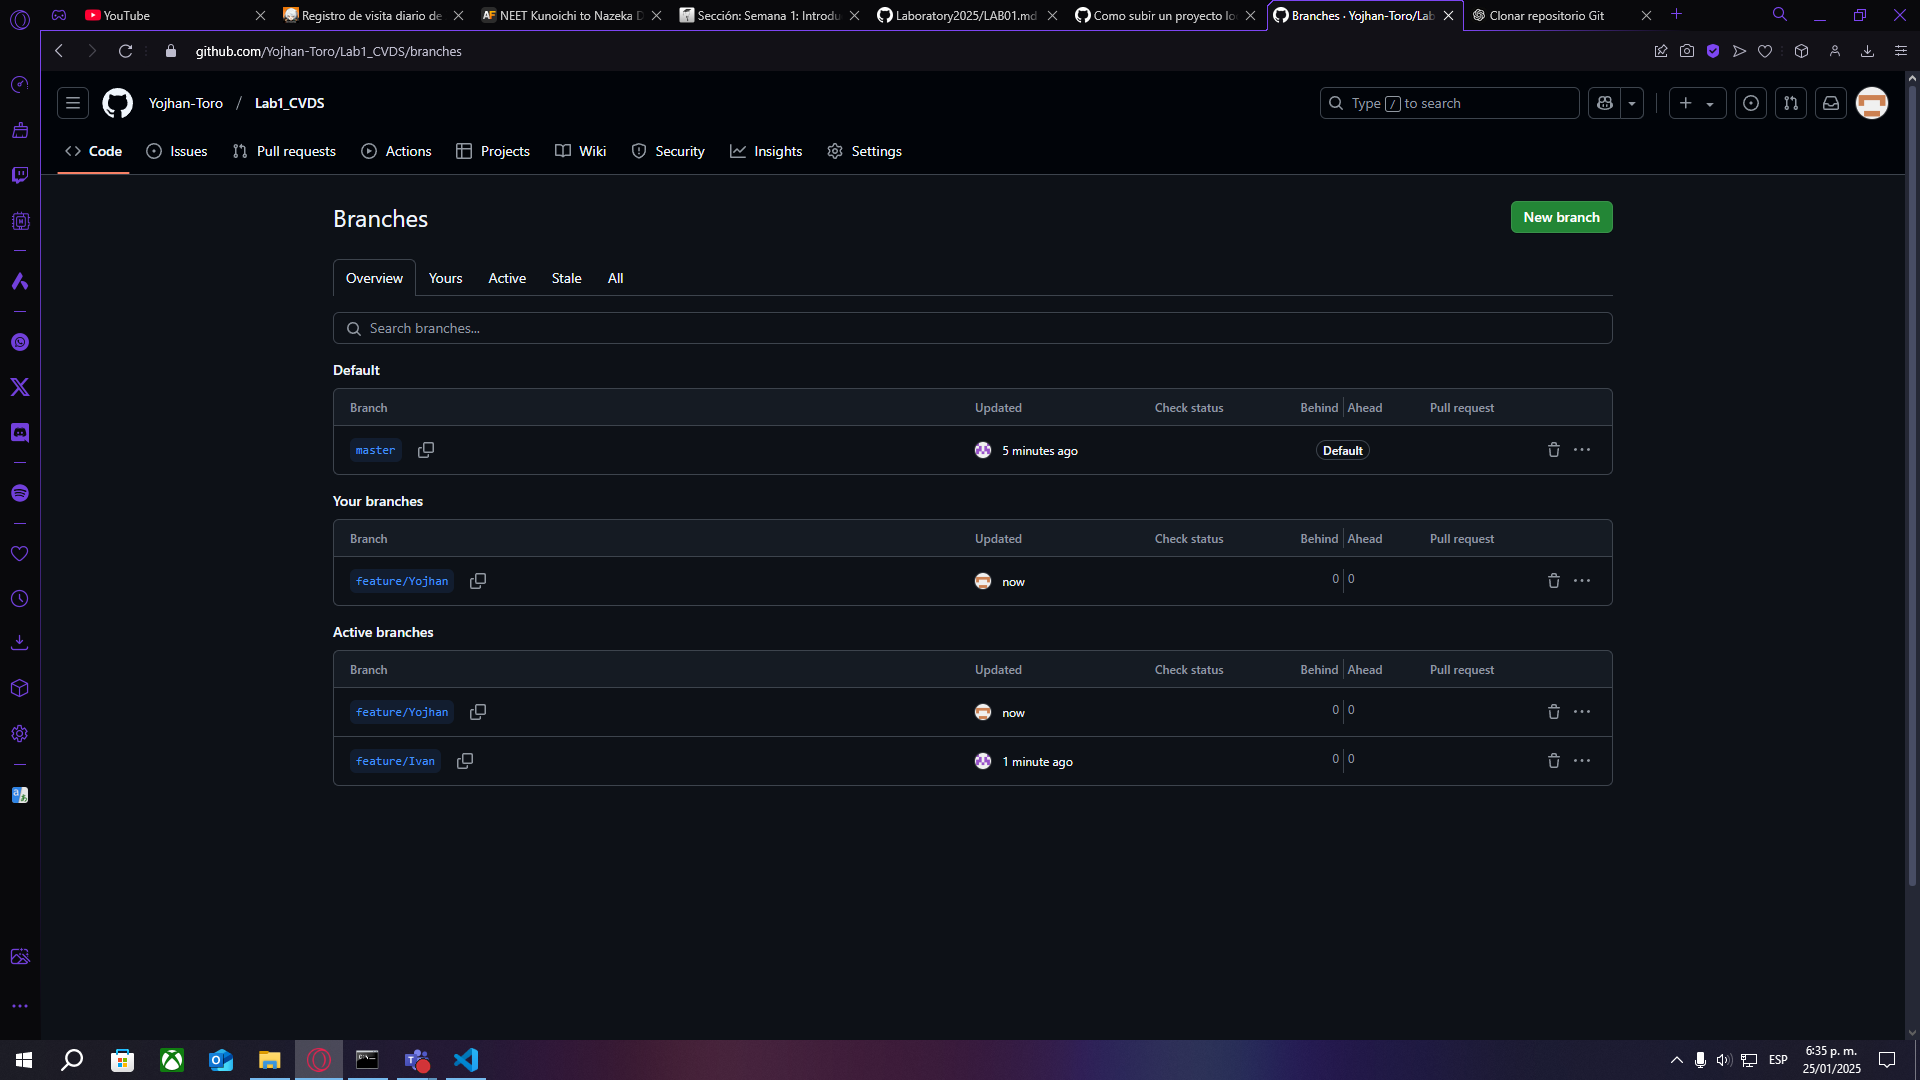 YouTube
Registro de visita diario de
NEET Kunoichi to Nazeka D
Sección: Semana 1: Introdu
Laboratory2025/LAB01.md
Como subir un proyecto lo
Branches · Yojhan-Toro/Lab
Clonar repositorio Git
github.com/Yojhan-Toro/Lab1_CVDS/branches
Yojhan-Toro / Lab1_CVDS
Type / to search
Code
Issues
Pull requests
Actions
Projects
Wiki
Security
Insights
Settings
Branches
New branch
Overview Yours Active Stale All
Search branches...
Default
Branch Updated Check status Behind Ahead Pull request
master 5 minutes ago Default
Your branches
Branch Updated Check status Behind Ahead Pull request
feature/Yojhan now 0 0
Active branches
Branch Updated Check status Behind Ahead Pull request
feature/Yojhan now 0 0
feature/Ivan 1 minute ago 0 0
ESP
6:35 p. m.
25/01/2025